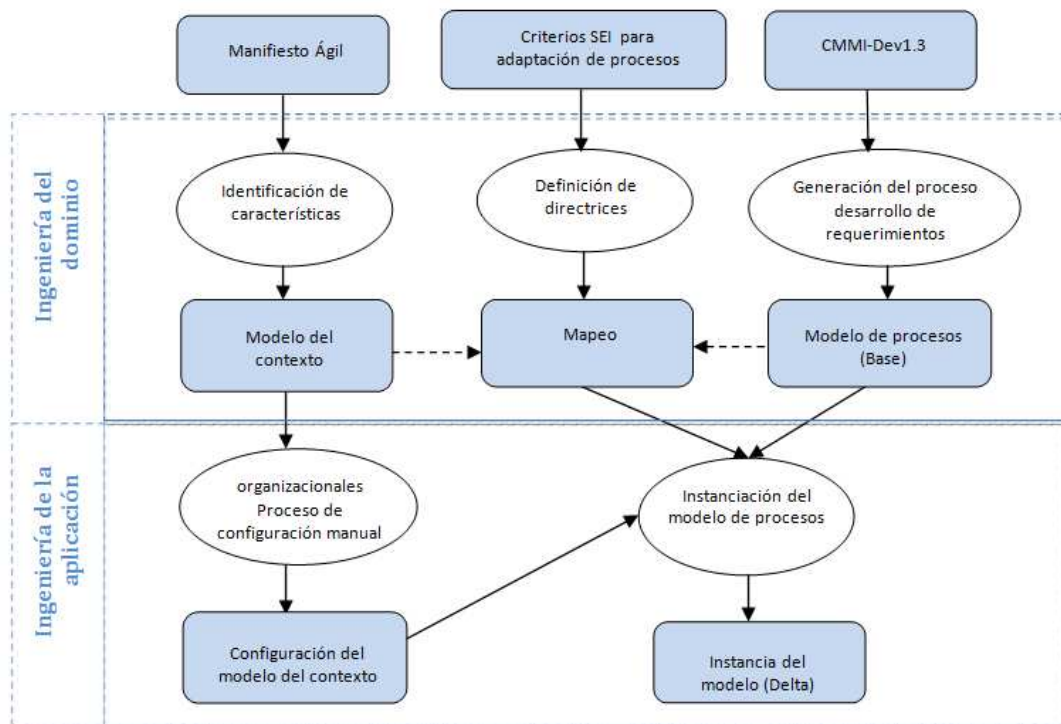 Manifiesto Ágil
Criterios SEI para
adaptación de procesos
CMMI-Dev1.3
Ingeniería del
dominio
Identificación de
características
Definición de
directrices
Generación del proceso
desarrollo de
requerimientos
Modelo del
contexto
Mapeo
Modelo de procesos
(Base)
Ingeniería de la
aplicación
organizacionales
Proceso de
configuración manual
Instanciación del
modelo de procesos
Configuración del
modelo del contexto
Instancia del
modelo (Delta)